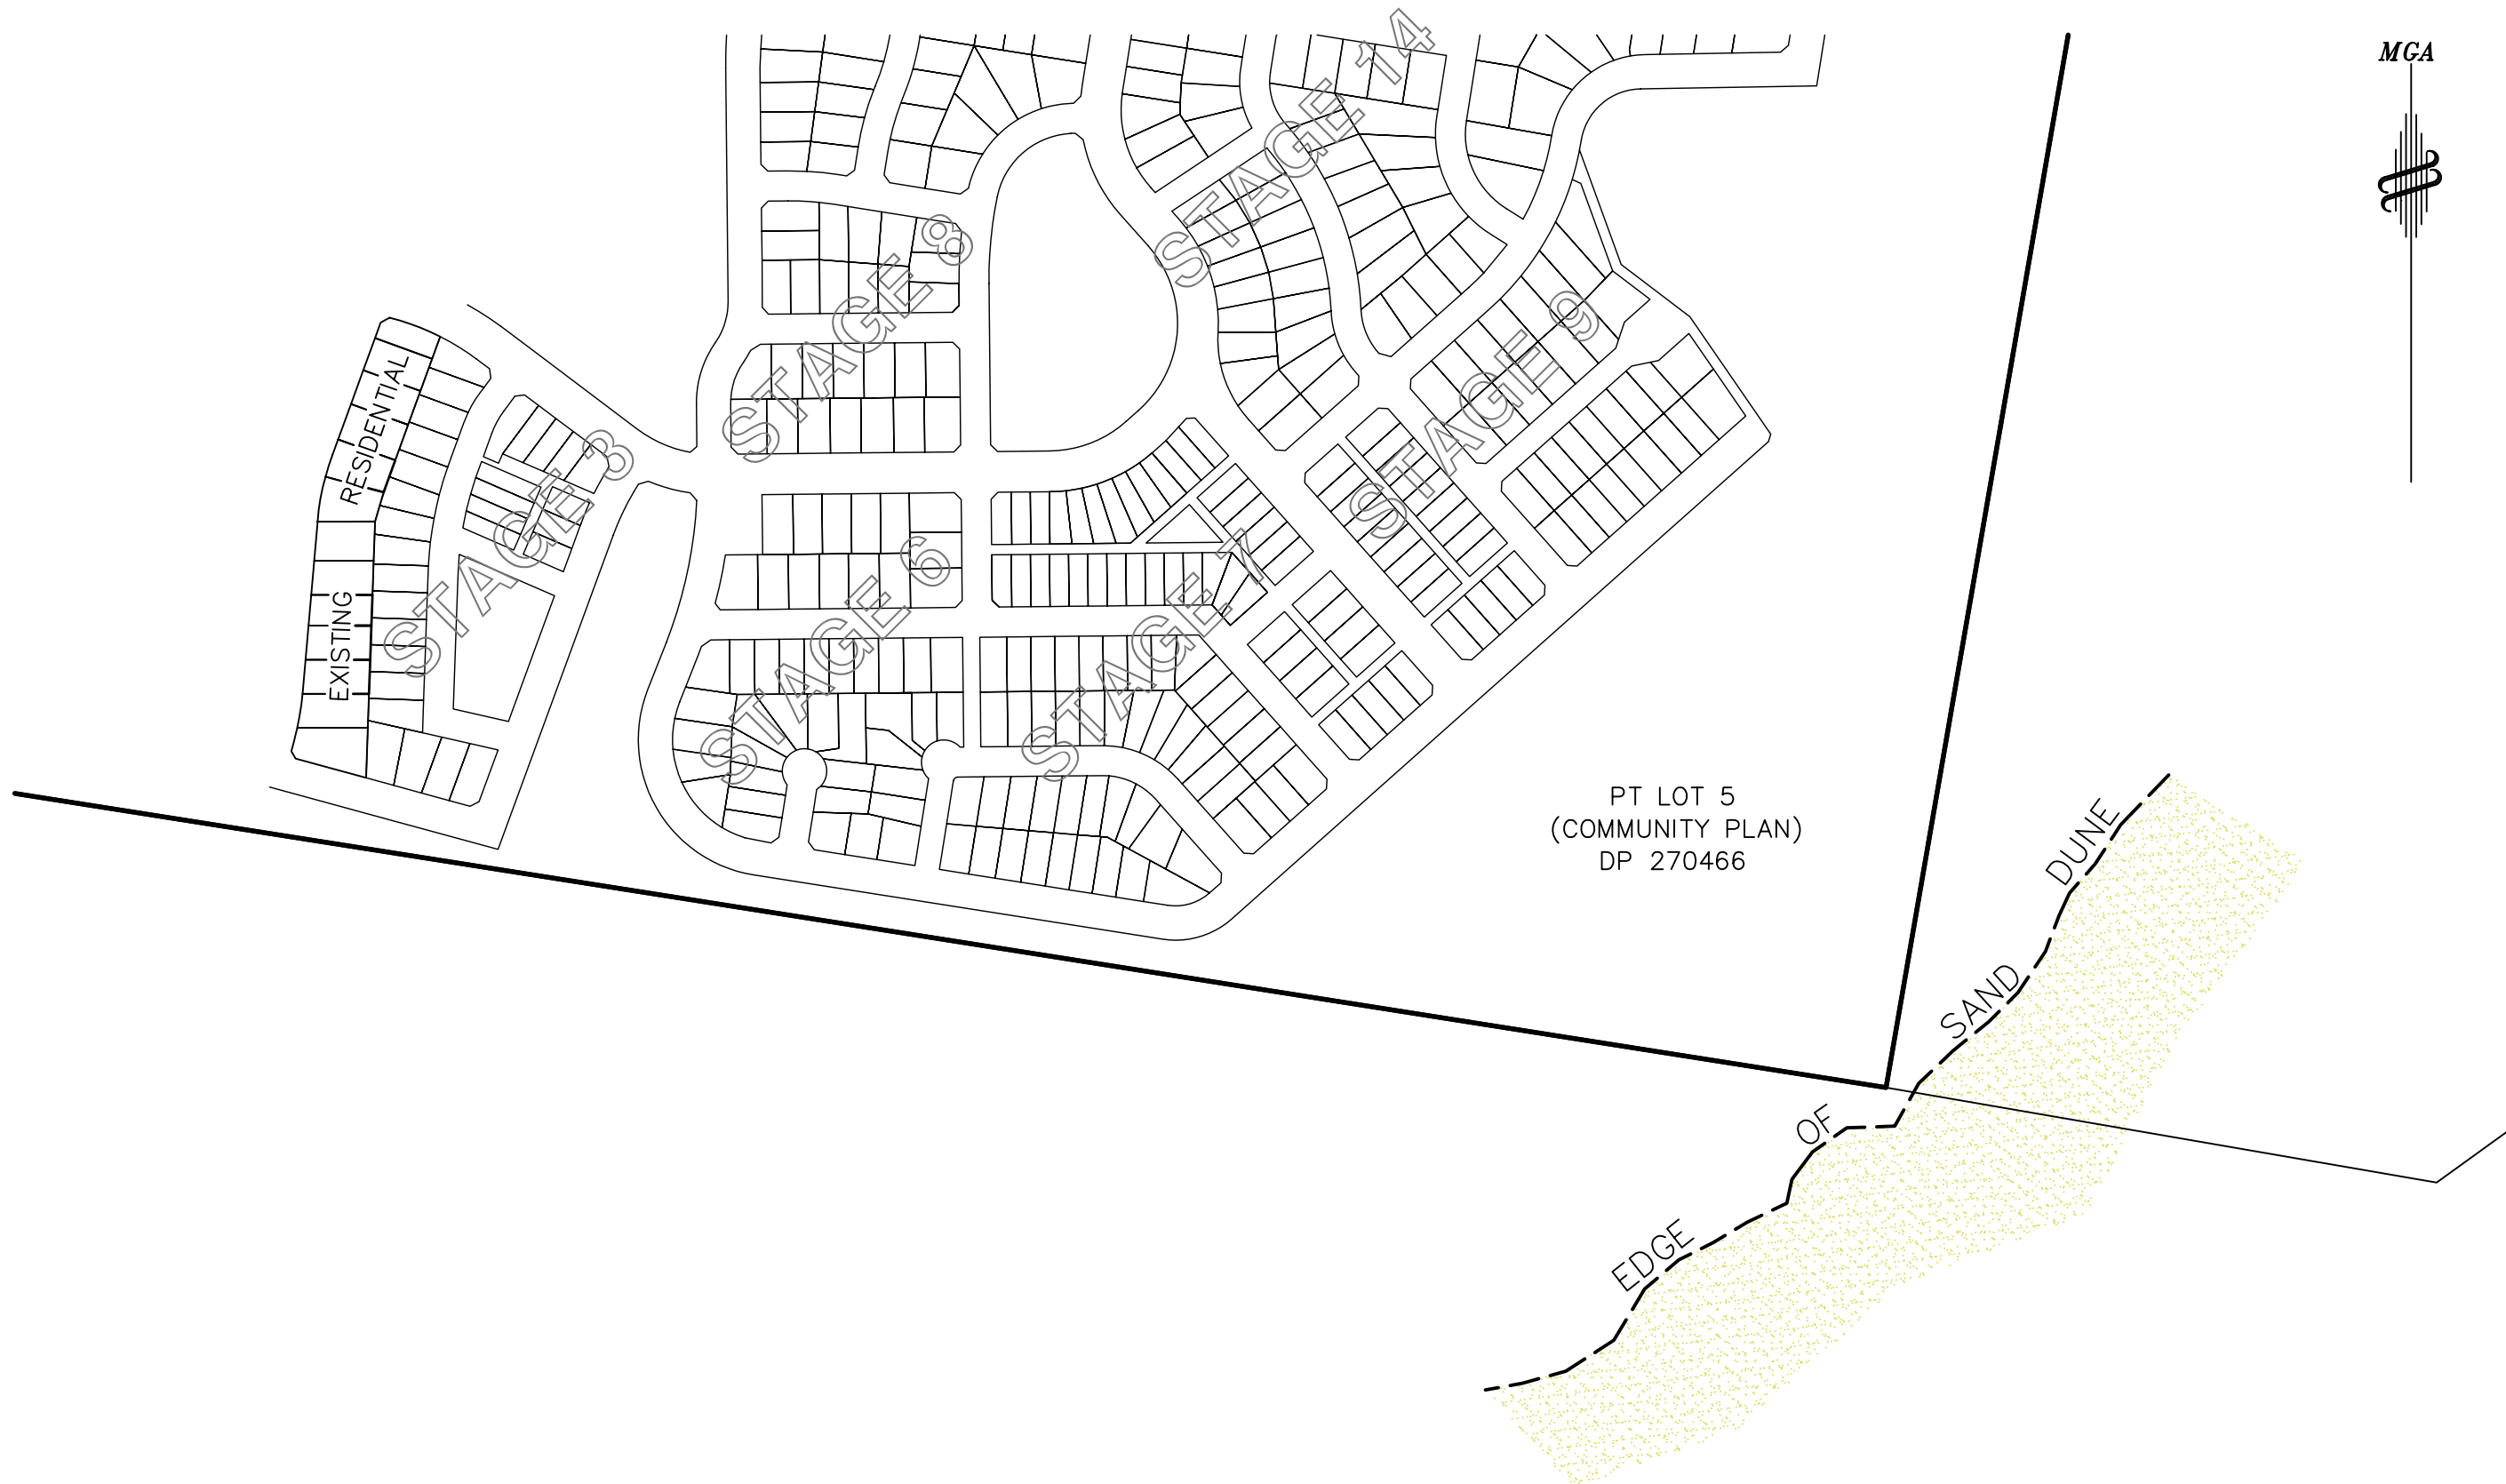 MGA
STAGE 14
STAGE 8
STAGE 9
RESIDENTIAL
STAGE 3
EXISTING
STAGE 6
STAGE 7
PT LOT 5
(COMMUNITY PLAN)
DP 270466
EDGE OF SAND DUNE